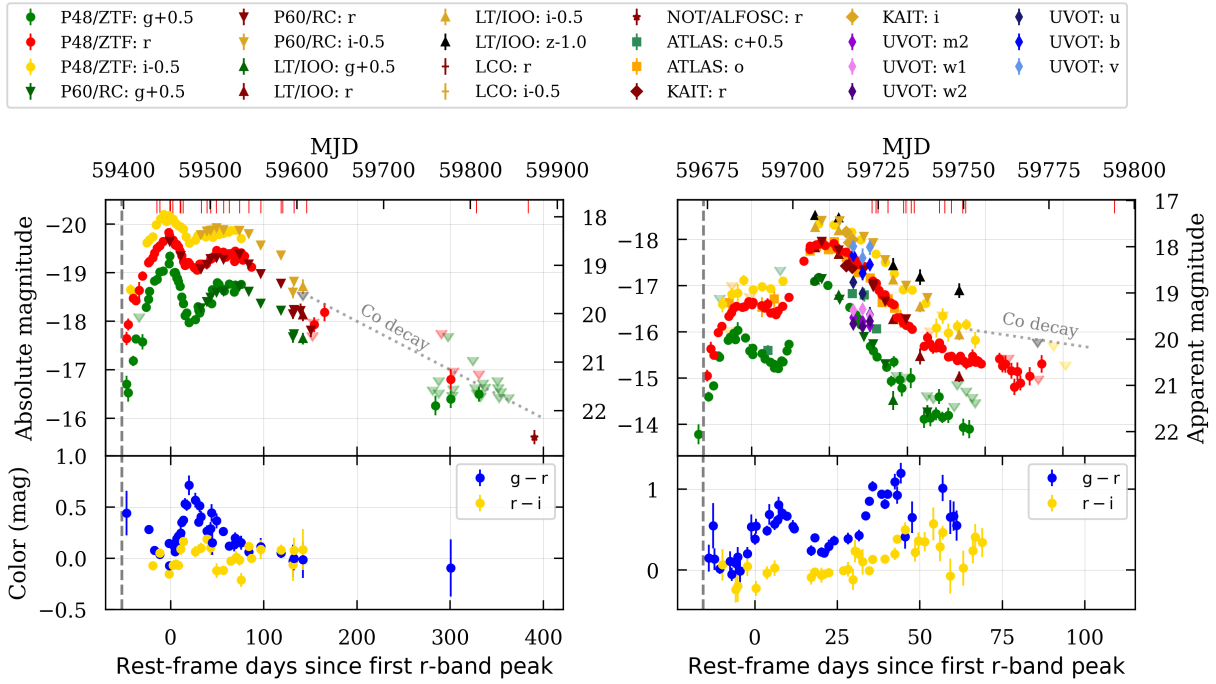 P48/ZTF: g+0.5
P48/ZTF: r
P48/ZTF: i-0.5
P60/RC: g+0.5
P60/RC: r
P60/RC: i-0.5
LT/IOO: g+0.5
LT/IOO: r
LT/IOO: i-0.5
LT/IOO: z-1.0
LCO: r
LCO: i-0.5
NOT/ALFOSC: r
ATLAS: c+0.5
ATLAS: o
KAIT: r
KAIT: i
UVOT: m2
UVOT: w1
UVOT: w2
UVOT: u
UVOT: b
UVOT: v
MJD
59400 59500 59600 59700 59800 59900
Absolute magnitude
−20
−19
−18
−17
−16
18
19
20
21
22
Co decay
Color (mag)
1.0
0.5
0.0
−0.5
g − r
r − i
0 100 200 300 400
Rest-frame days since first r-band peak
MJD
59675 59700 59725 59750 59775 59800
−18
−17
−16
−15
−14
17
18
19
20
21
22
Apparent magnitude
Co decay
1
0
g − r
r − i
0 25 50 75 100
Rest-frame days since first r-band peak